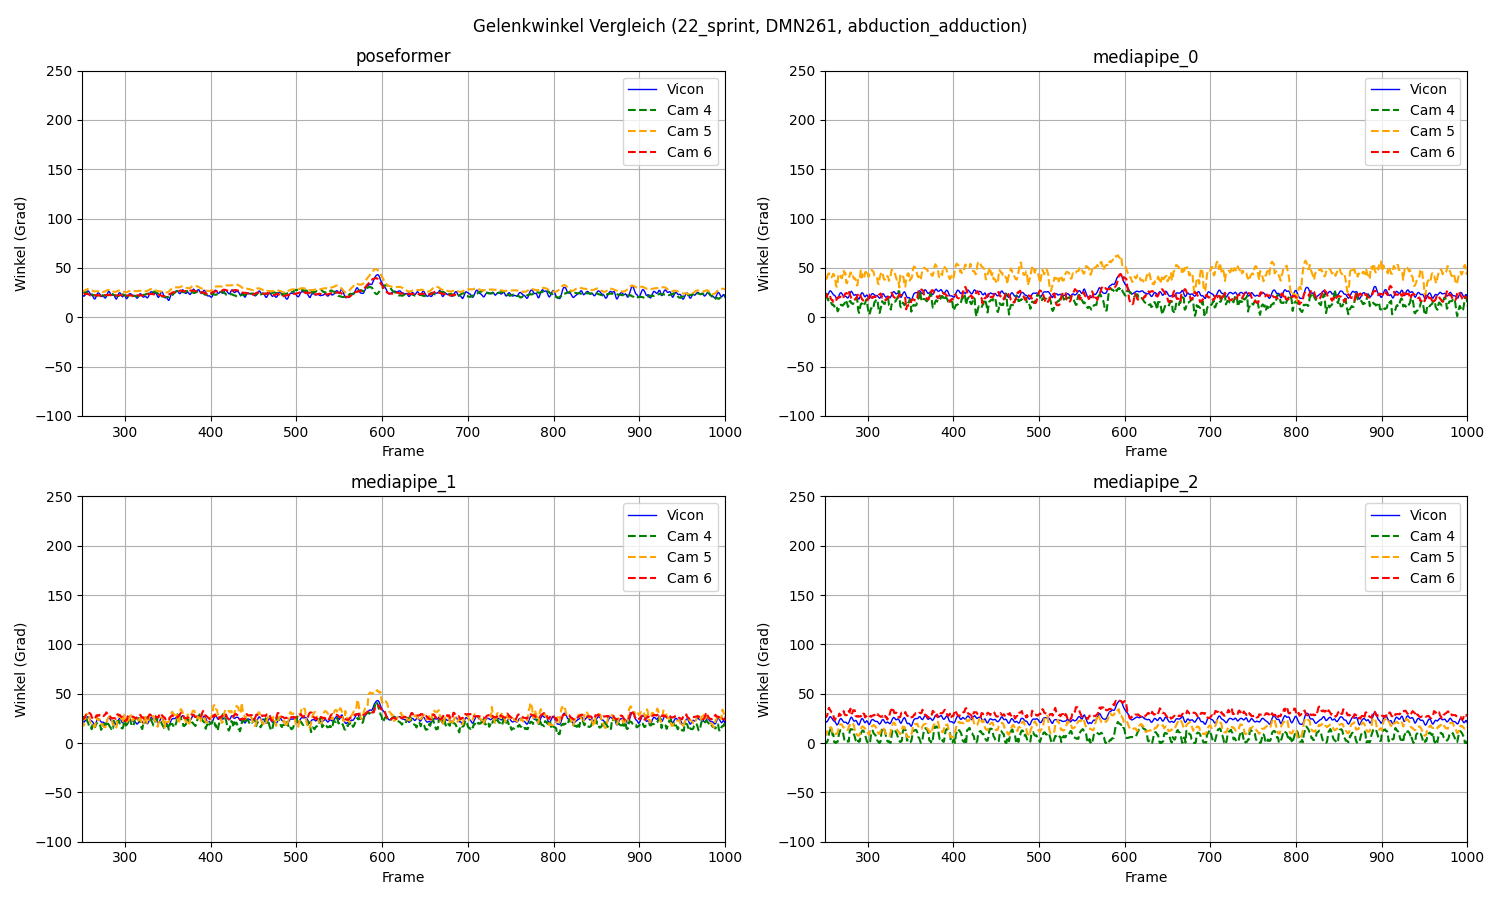 Gelenkwinkel Vergleich (22_sprint, DMN261, abduction_adduction)
poseformer
250
200
150
100
50
0
−50
−100
300 400 500 600 700 800 900 1000
Winkel (Grad)
Frame
Vicon
Cam 4
Cam 5
Cam 6
mediapipe_0
250
200
150
100
50
0
−50
−100
300 400 500 600 700 800 900 1000
Winkel (Grad)
Frame
Vicon
Cam 4
Cam 5
Cam 6
mediapipe_1
250
200
150
100
50
0
−50
−100
300 400 500 600 700 800 900 1000
Winkel (Grad)
Frame
Vicon
Cam 4
Cam 5
Cam 6
mediapipe_2
250
200
150
100
50
0
−50
−100
300 400 500 600 700 800 900 1000
Winkel (Grad)
Frame
Vicon
Cam 4
Cam 5
Cam 6